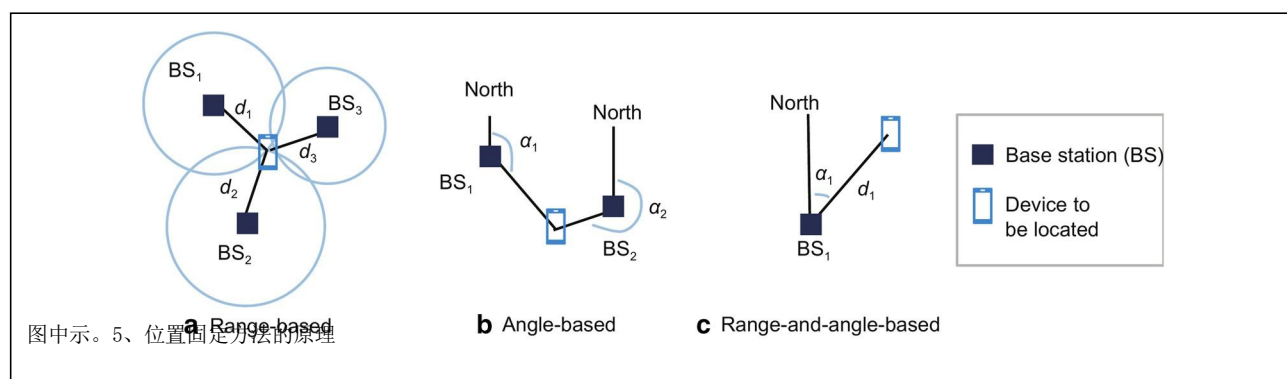 BS₁
d₁
BS₃
d₃
d₂
BS₂
a Range-based
North
North
α₁
BS₁
α₂
BS₂
b Angle-based
North
α₁
d₁
BS₁
c Range-and-angle-based
Base station (BS)
Device to
be located
图中示。5、位置固定方法的原理